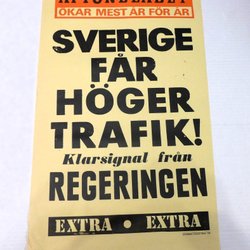 AFTONBLADET
ÖKAR MEST ÅR FÖR ÅR
SVERIGE
FÅR
HÖGER
TRAFIK!
Klarsignal från
REGERINGEN
EXTRA • EXTRA